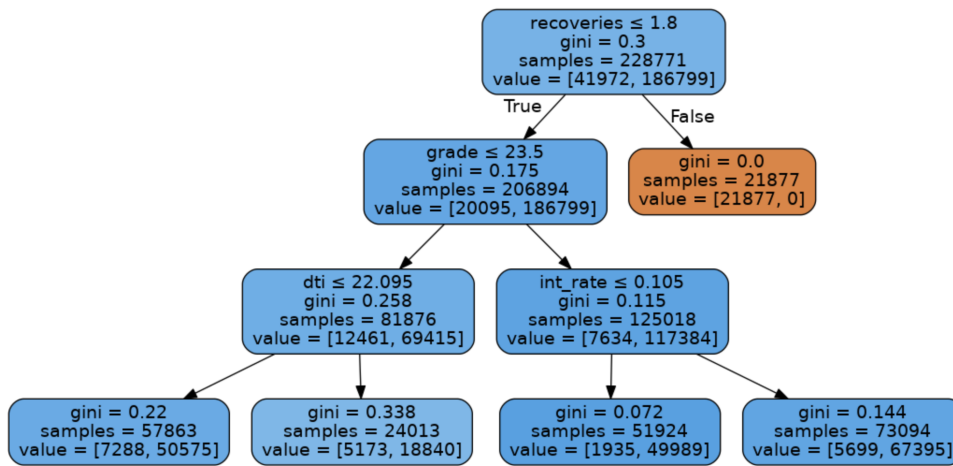 recoveries ≤ 1.8
gini = 0.3
samples = 228771
value = [41972, 186799]
True
False
grade ≤ 23.5
gini = 0.175
samples = 206894
value = [20095, 186799]
gini = 0.0
samples = 21877
value = [21877, 0]
dti ≤ 22.095
gini = 0.258
samples = 81876
value = [12461, 69415]
int_rate ≤ 0.105
gini = 0.115
samples = 125018
value = [7634, 117384]
gini = 0.22
samples = 57863
value = [7288, 50575]
gini = 0.338
samples = 24013
value = [5173, 18840]
gini = 0.072
samples = 51924
value = [1935, 49989]
gini = 0.144
samples = 73094
value = [5699, 67395]